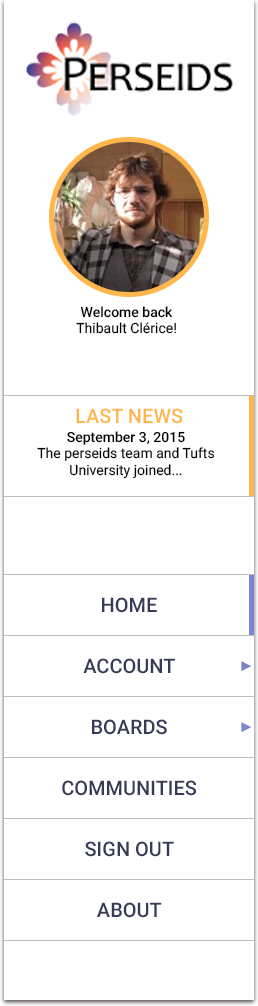 PERSEIDS
Welcome back
Thibault Clérice!
LAST NEWS
September 3, 2015
The perseids team and Tufts
University joined...
HOME
ACCOUNT
BOARDS
COMMUNITIES
SIGN OUT
ABOUT